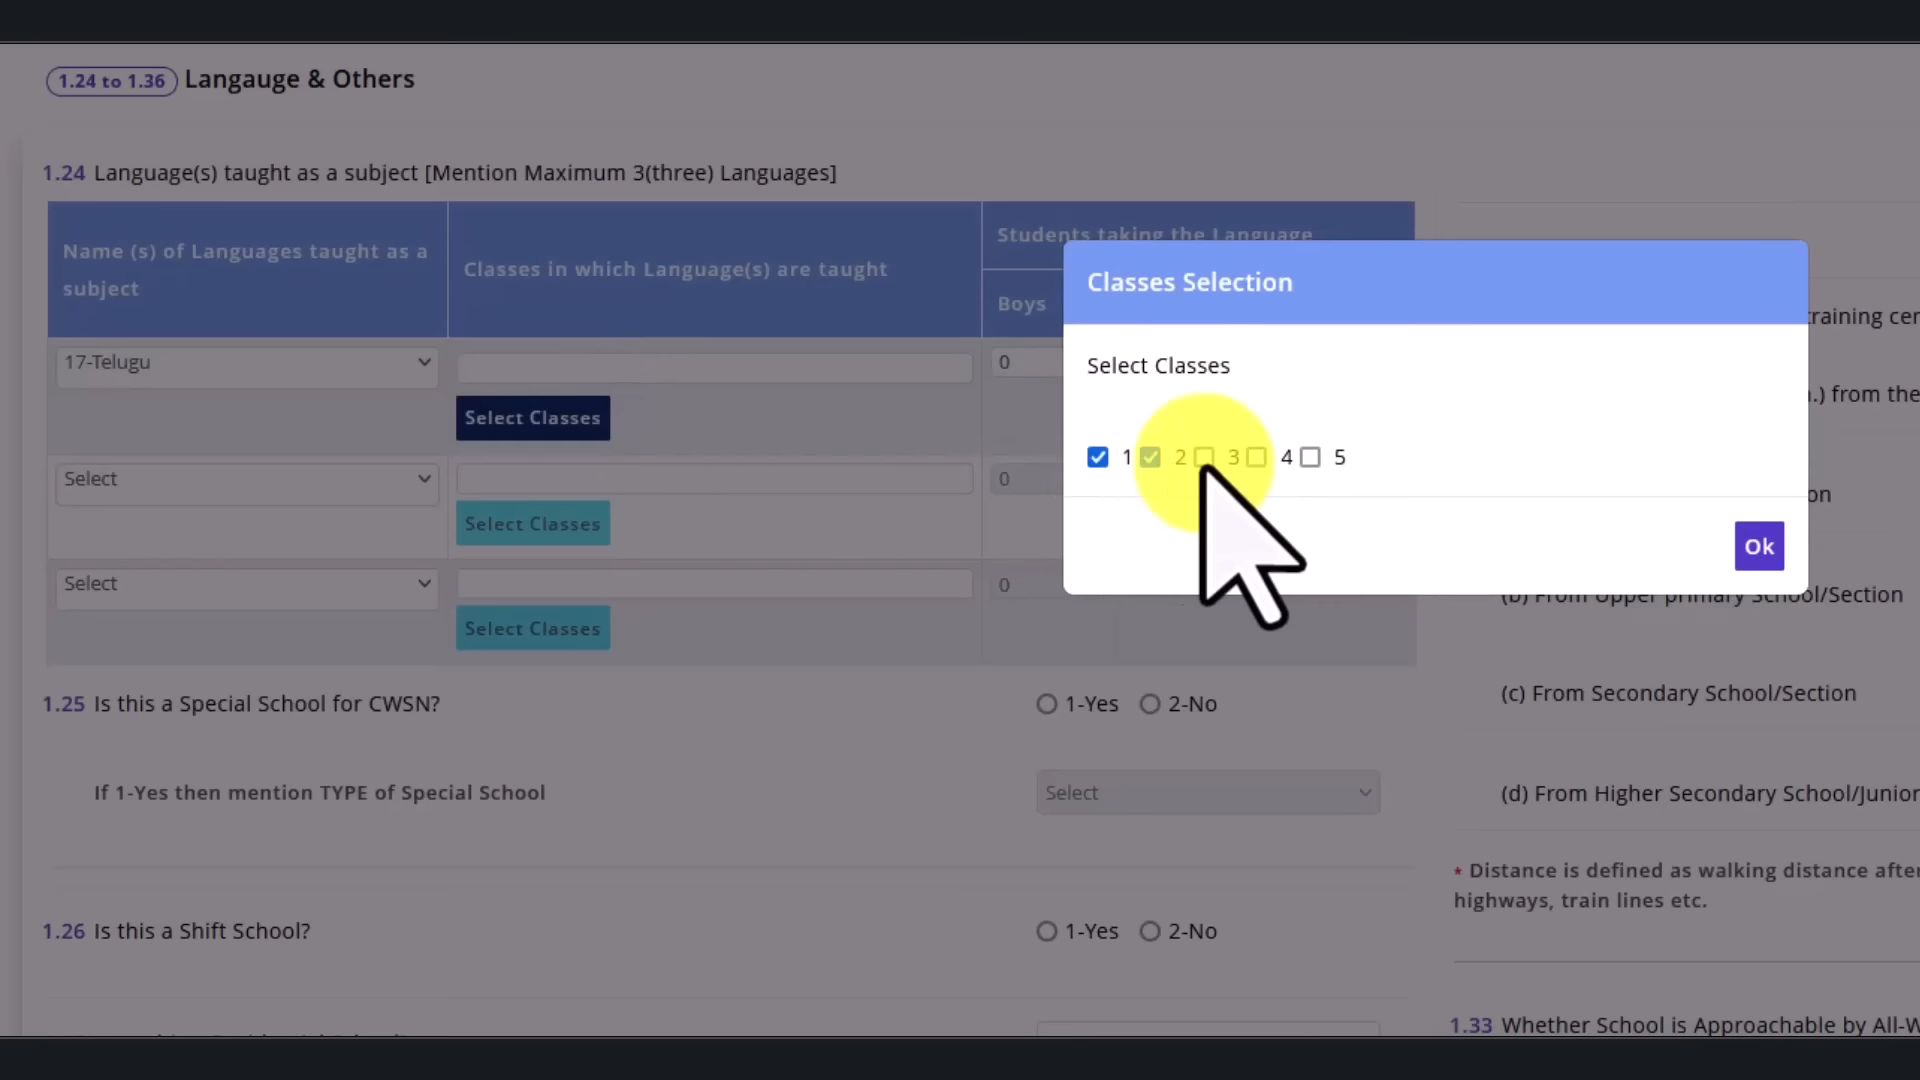 1.24 to 1.36 Langauge & Others
1.24 Language(s) taught as a subject [Mention Maximum 3(three) Languages]
Name (s) of Languages taught as a
subject
Classes in which Language(s) are taught
Students taking the Language
Boys
17-Telugu
0
Select Classes
Select
0
Select Classes
Select
0
Select Classes
Classes Selection
Select Classes
1 2 3 4 5
Ok
1.25 Is this a Special School for CWSN?
1-Yes 2-No
If 1-Yes then mention TYPE of Special School
Select
1.26 Is this a Shift School?
1-Yes 2-No
training
.) from the
on
(b) From Upper primary School/Section
(c) From Secondary School/Section
(d) From Higher Secondary School/Junior
* Distance is defined as walking distance after
highways, train lines etc.
1.33 Whether School is Approachable by